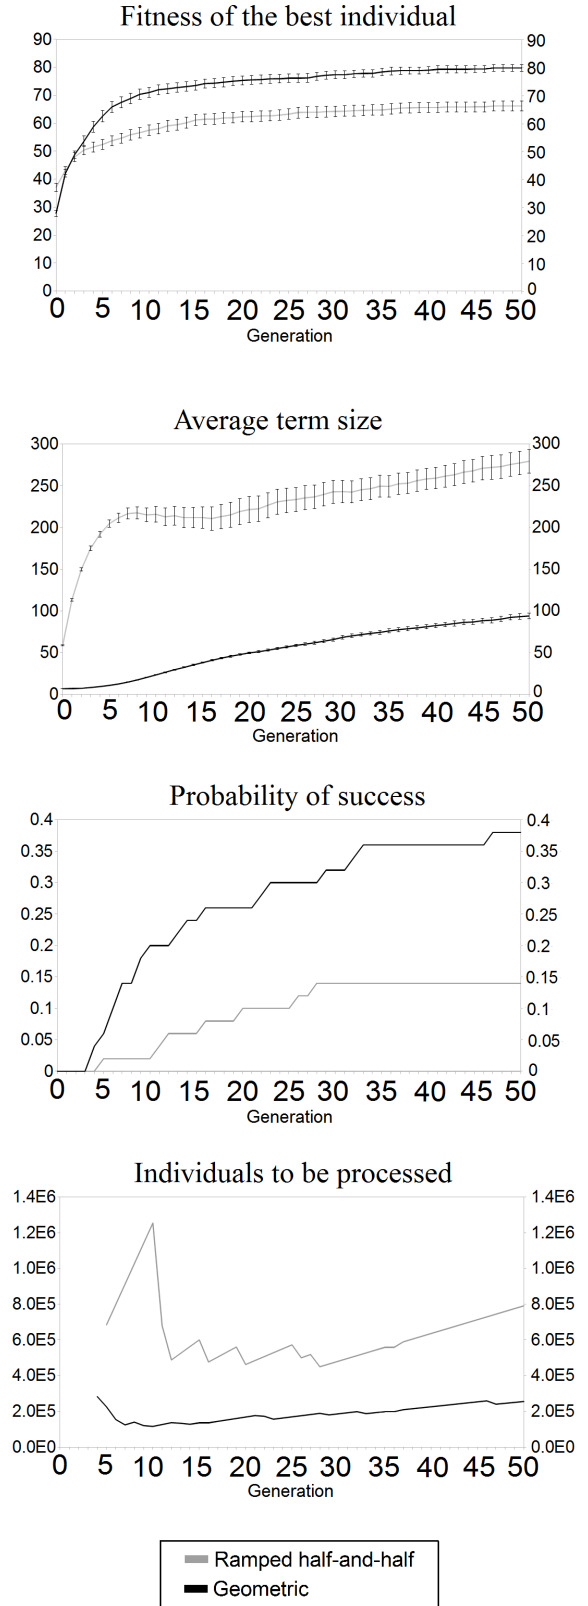 Fitness of the best individual
90 90
80 80
70 70
60 60
50 50
40 40
30 30
20 20
10 10
0 0
0 5 10 15 20 25 30 35 40 45 50
Generation
Average term size
300 300
250 250
200 200
150 150
100 100
50 50
0 0
0 5 10 15 20 25 30 35 40 45 50
Generation
Probability of success
0.4 0.4
0.35 0.35
0.3 0.3
0.25 0.25
0.2 0.2
0.15 0.15
0.1 0.1
0.05 0.05
0 0
0 5 10 15 20 25 30 35 40 45 50
Generation
Individuals to be processed
1.4E6 1.4E6
1.2E6 1.2E6
1.0E6 1.0E6
8.0E5 8.0E5
6.0E5 6.0E5
4.0E5 4.0E5
2.0E5 2.0E5
0.0E0 0.0E0
0 5 10 15 20 25 30 35 40 45 50
Generation
Ramped half-and-half
Geometric